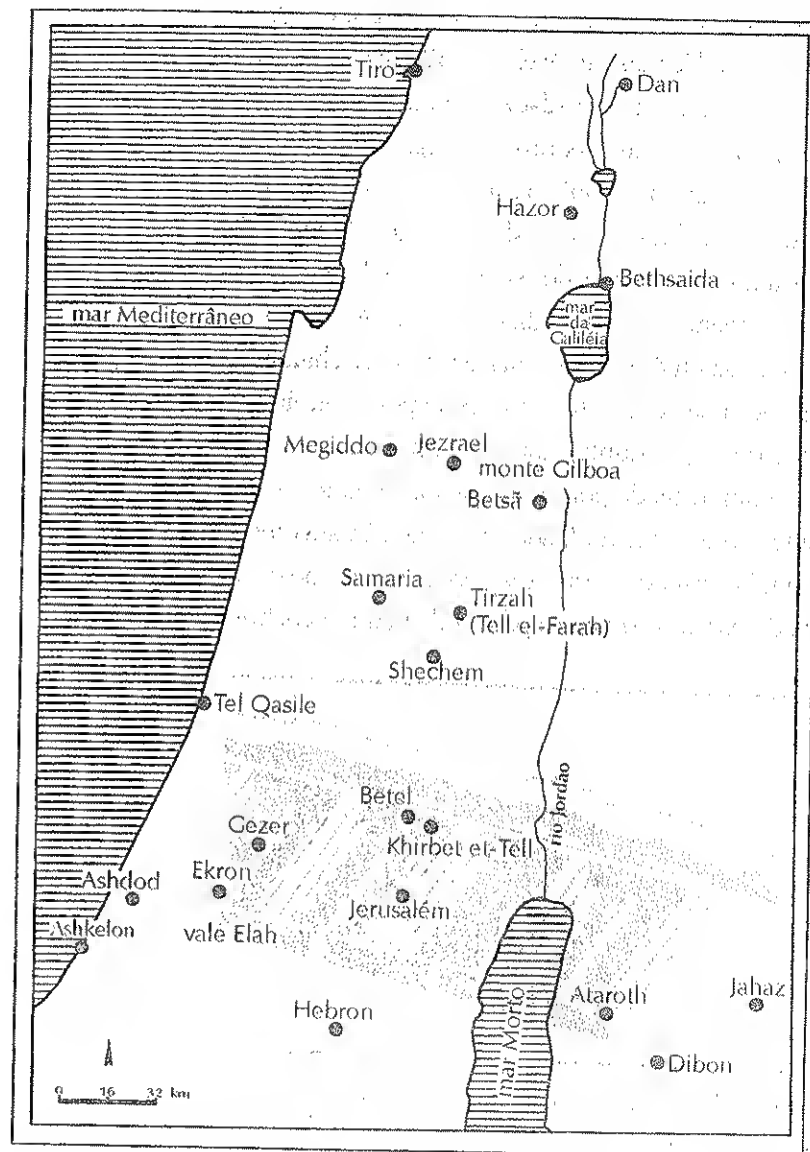 Tiro
Dan
Hazor
Bethsaida
mar Mediterrâneo
mar
da
Galiléia
Megiddo
Jezrael
monte Gilboa
Betsã
Samaria
Tirzah
(Tell el-Farah)
Shechem
Tel Qasile
rio Jordão
Betel
Gezer
Khirbet et-Tell
Ashdod
Ekron
Jerusalém
Ashkelon
vale Elah
Hebron
mar Morto
Ataroth
Jahaz
Dibon
0 16 32 km